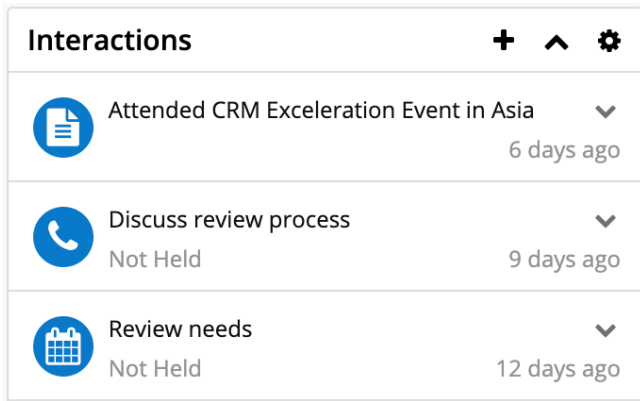 Interactions
Attended CRM Exceleration Event in Asia
6 days ago
Discuss review process
Not Held 9 days ago
Review needs
Not Held 12 days ago